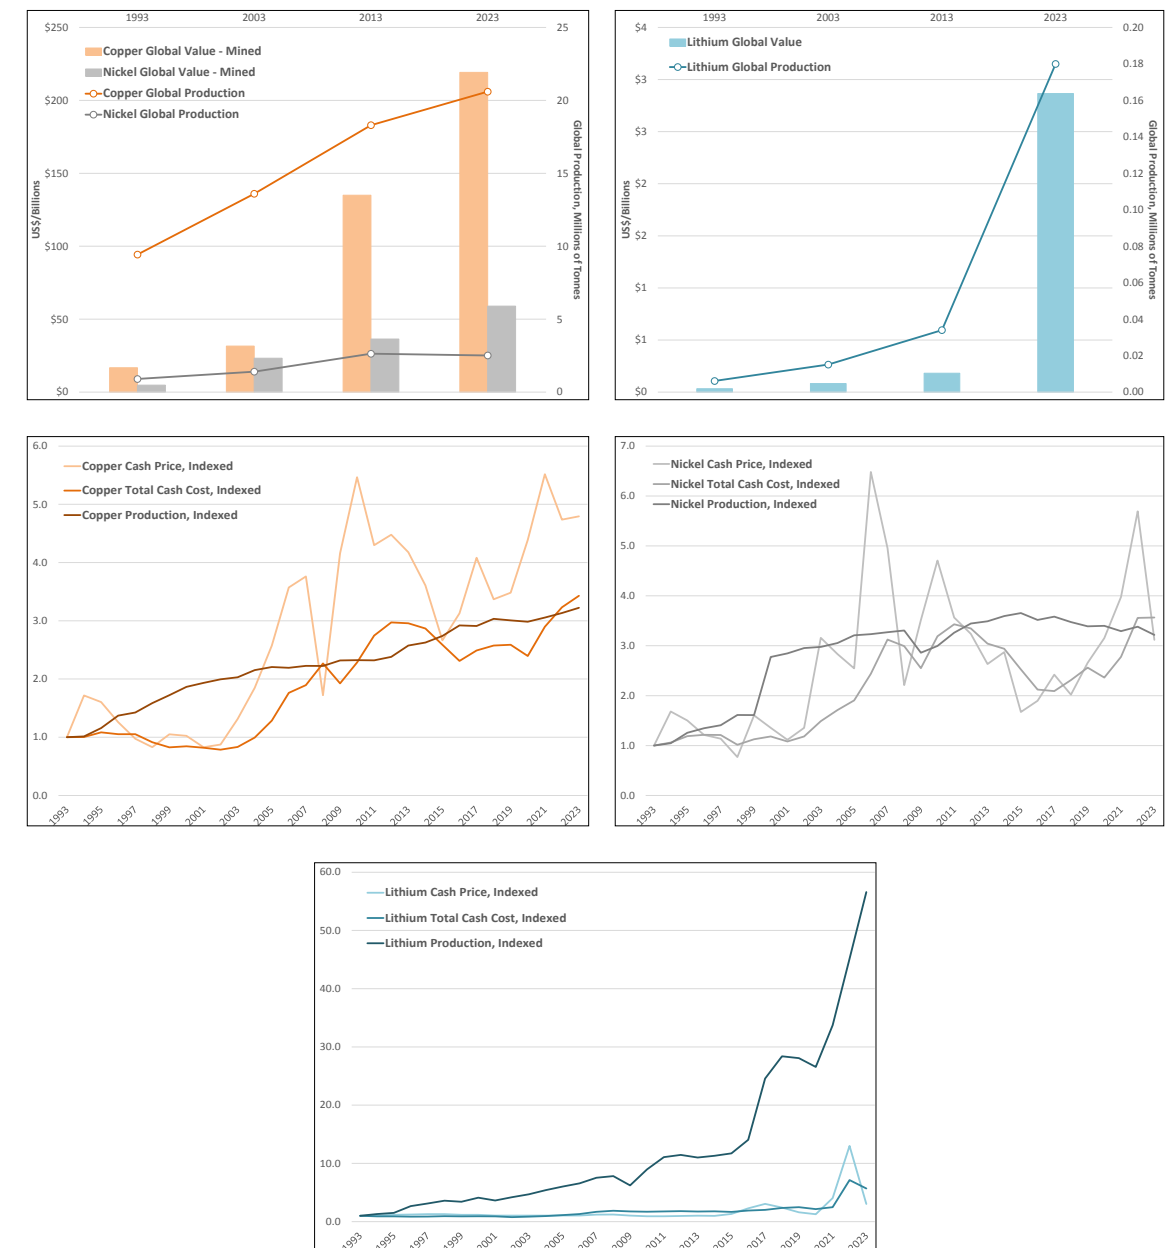 1993 2003 2013 2023
$250 25
Copper Global Value - Mined
Nickel Global Value - Mined
Copper Global Production
Nickel Global Production
$200 20
$150 15
$100 10
$50 5
$0 0
US$/Billions
Global Production, Millions of Tonnes
1993 2003 2013 2023
$4 0.20
Lithium Global Value
Lithium Global Production
0.18
$3 0.16
$3 0.14
0.12
$2 0.10
$2 0.08
0.06
$1 0.04
$1 0.02
$0 0.00
US$/Billions
Global Production, Millions of Tonnes
6.0
Copper Cash Price, Indexed
Copper Total Cash Cost, Indexed
Copper Production, Indexed
5.0
4.0
3.0
2.0
1.0
0.0
1993 1995 1997 1999 2001 2003 2005 2007 2009 2011 2013 2015 2017 2019 2021 2023
7.0
Nickel Cash Price, Indexed
Nickel Total Cash Cost, Indexed
Nickel Production, Indexed
6.0
5.0
4.0
3.0
2.0
1.0
0.0
1993 1995 1997 1999 2001 2003 2005 2007 2009 2011 2013 2015 2017 2019 2021 2023
60.0
Lithium Cash Price, Indexed
Lithium Total Cash Cost, Indexed
Lithium Production, Indexed
50.0
40.0
30.0
20.0
10.0
0.0
1993 1995 1997 1999 2001 2003 2005 2007 2009 2011 2013 2015 2017 2019 2021 2023